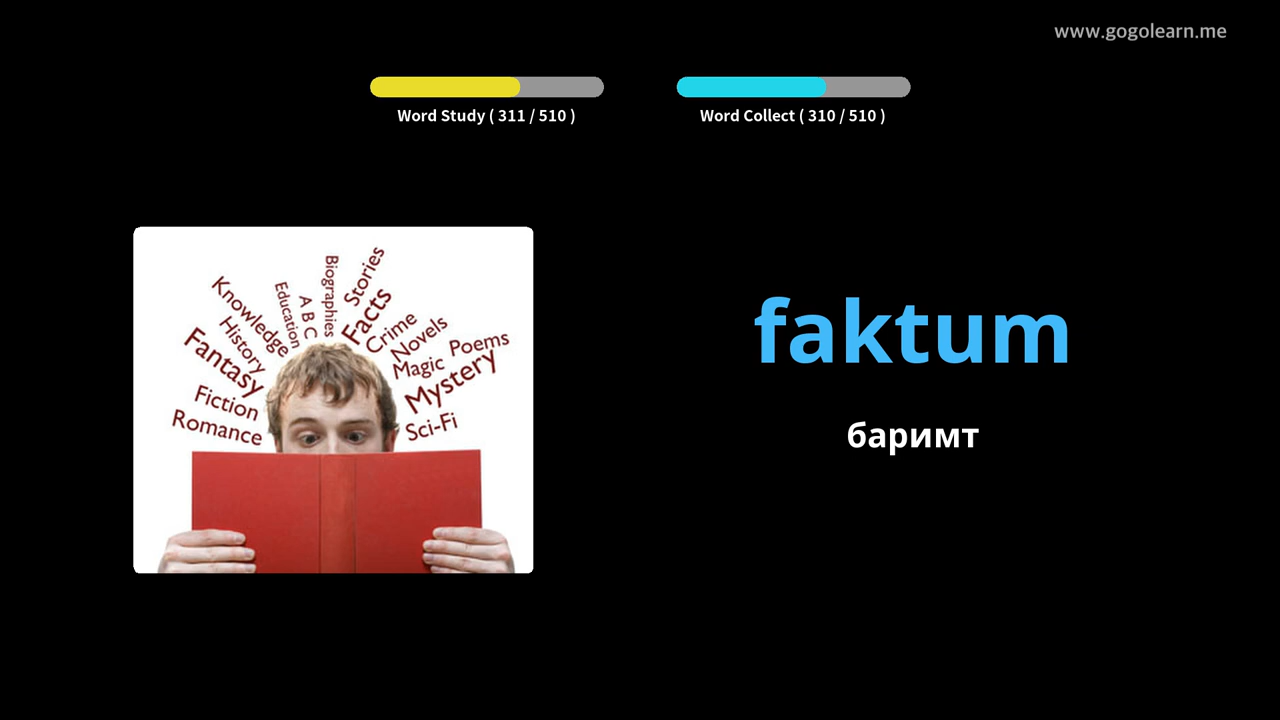 www.gogolearn.me
Word Study ( 311 / 510 )
Word Collect ( 310 / 510 )
Knowledge
Education
A B C
Biographies
Stories
Facts
Crime
Novels
Poems
History
Fantasy
Magic
Mystery
Fiction
Romance
Sci-Fi
faktum
баримт